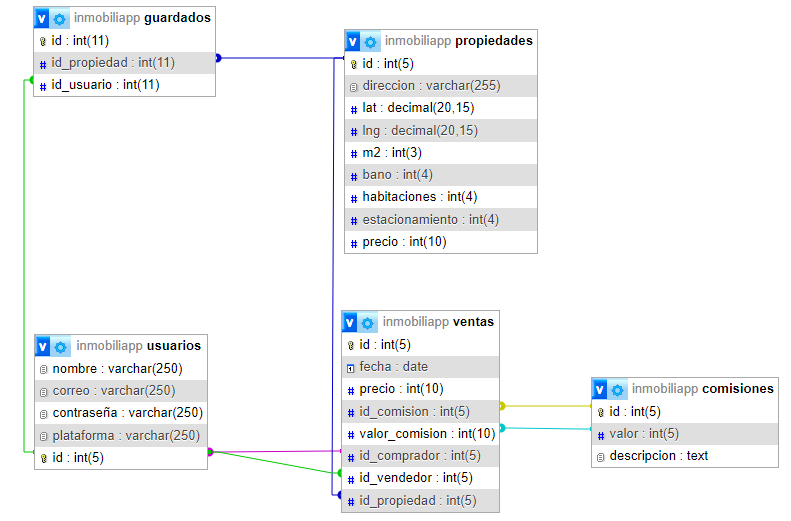 inmobiliapp guardados
id : int(11)
id_propiedad : int(11)
id_usuario : int(11)
inmobiliapp propiedades
id : int(5)
direccion : varchar(255)
lat : decimal(20,15)
lng : decimal(20,15)
m2 : int(3)
bano : int(4)
habitaciones : int(4)
estacionamiento : int(4)
precio : int(10)
inmobiliapp usuarios
nombre : varchar(250)
correo : varchar(250)
contraseña : varchar(250)
plataforma : varchar(250)
id : int(5)
inmobiliapp ventas
id : int(5)
fecha : date
precio : int(10)
id_comision : int(5)
valor_comision : int(10)
id_comprador : int(5)
id_vendedor : int(5)
id_propiedad : int(5)
inmobiliapp comisiones
id : int(5)
valor : int(5)
descripcion : text